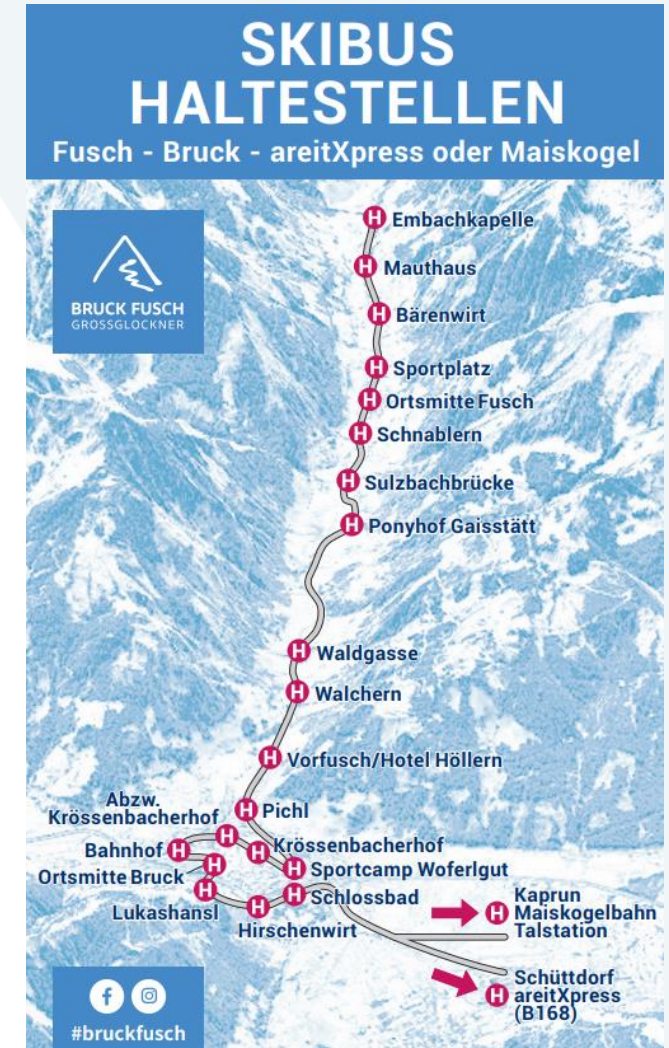 SKIBUS
HALTESTELLEN
Fusch - Bruck - areitXpress oder Maiskogel
BRUCK FUSCH
GROSSGLOCKNER
H Embachkapelle
H Mauthaus
H Bärenwirt
H Sportplatz
H Ortsmitte Fusch
H Schnablern
H Sulzbachbrücke
H Ponyhof Gaisstätt
H Waldgasse
H Walchern
H Vorfusch/Hotel Höllern
H Pichl
Abzw.
Krössenbacherhof H
H Krössenbacherhof
Bahnhof H
H Sportcamp Woferlgut
Ortsmitte Bruck H
Lukashansl H
H Schlossbad
H Hirschenwirt
H Kaprun
Maiskogelbahn
Talstation
H Schüttdorf
areitXpress
(B168)
f
#bruckfusch